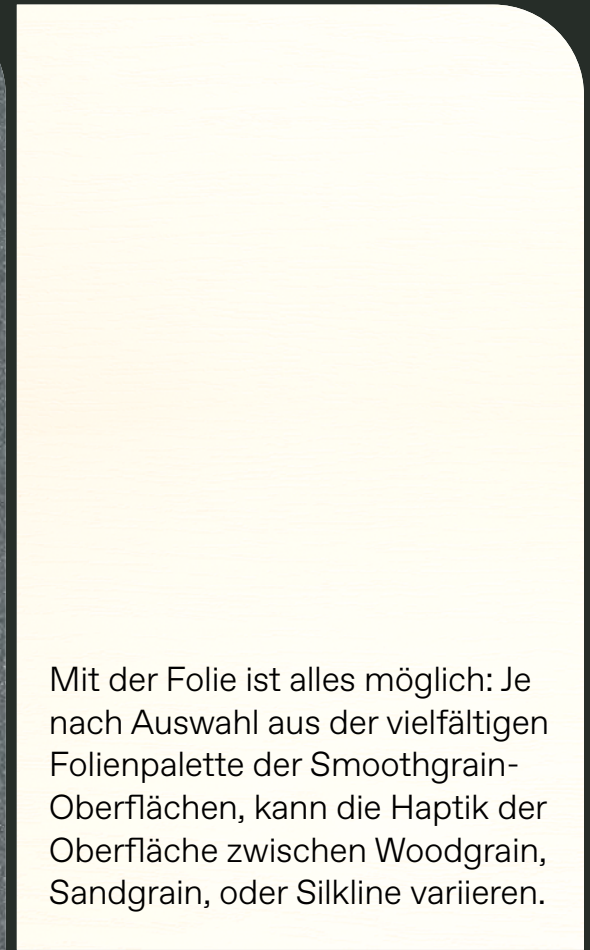 Mit der Folie ist alles möglich: Je
nach Auswahl aus der vielfältigen
Folienpalette der Smoothgrain-
Oberflächen, kann die Haptik der
Oberfläche zwischen Woodgrain,
Sandgrain, oder Silkline variieren.